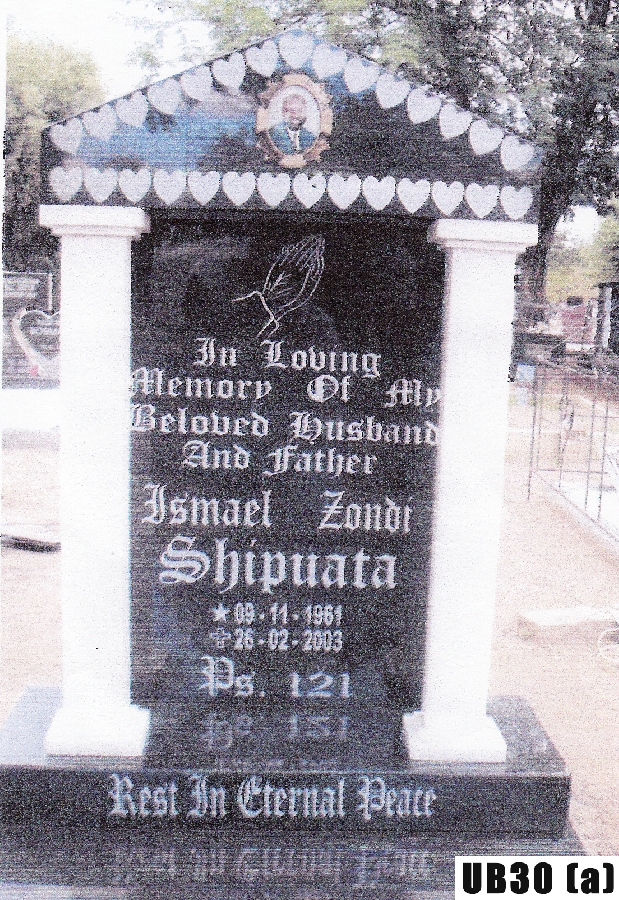 In Loving
Memory Of My
Beloved Husband
And Father
Ismael Zondi
Shipuata
★ 09-11-1961
✞ 26-02-2003
Ps. 121
Rest In Eternal Peace
UB30 (a)